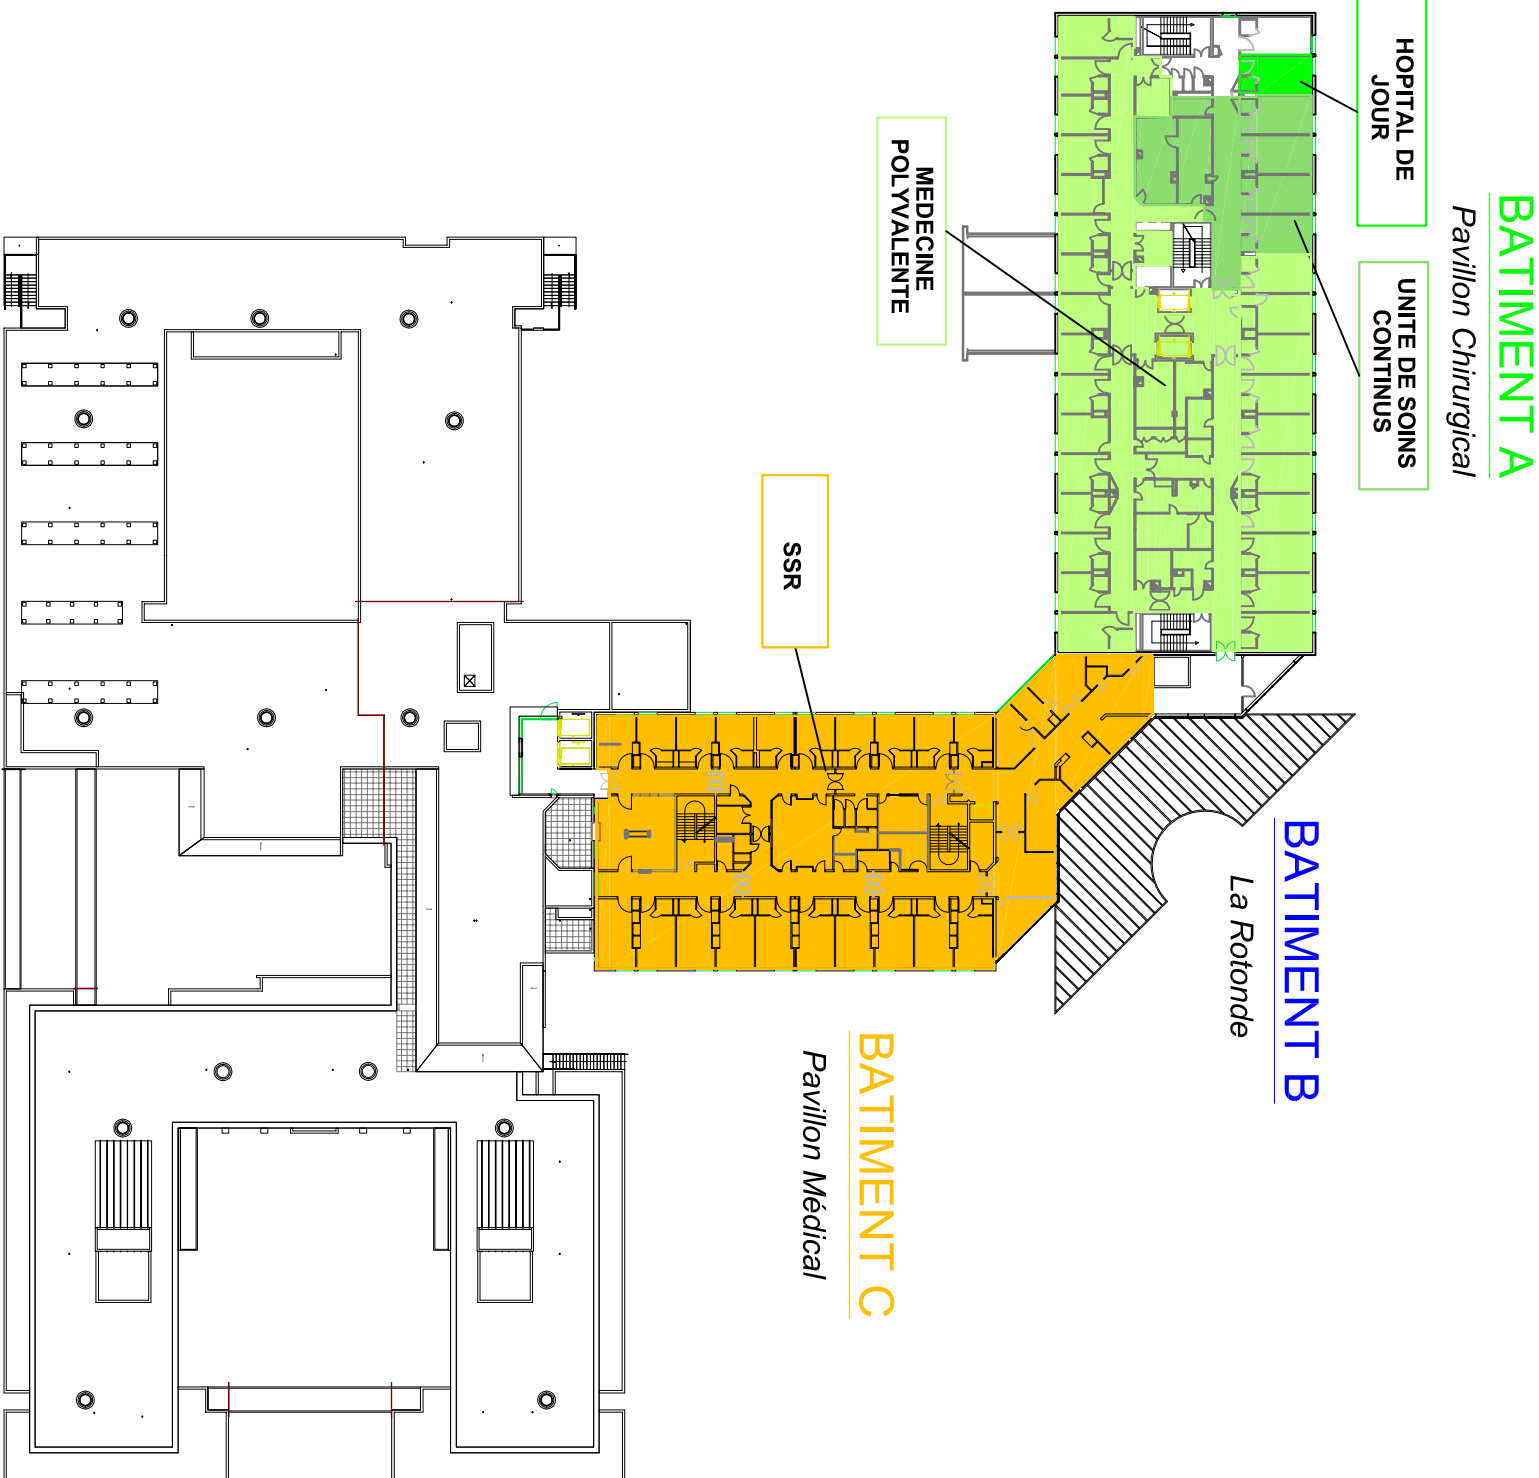 BATIMENT A
Pavillon Chirurgical
HOPITAL DE
JOUR
UNITE DE SOINS
CONTINUS
MEDECINE
POLYVALENTE
SSR
BATIMENT B
La Rotonde
BATIMENT C
Pavillon Médical